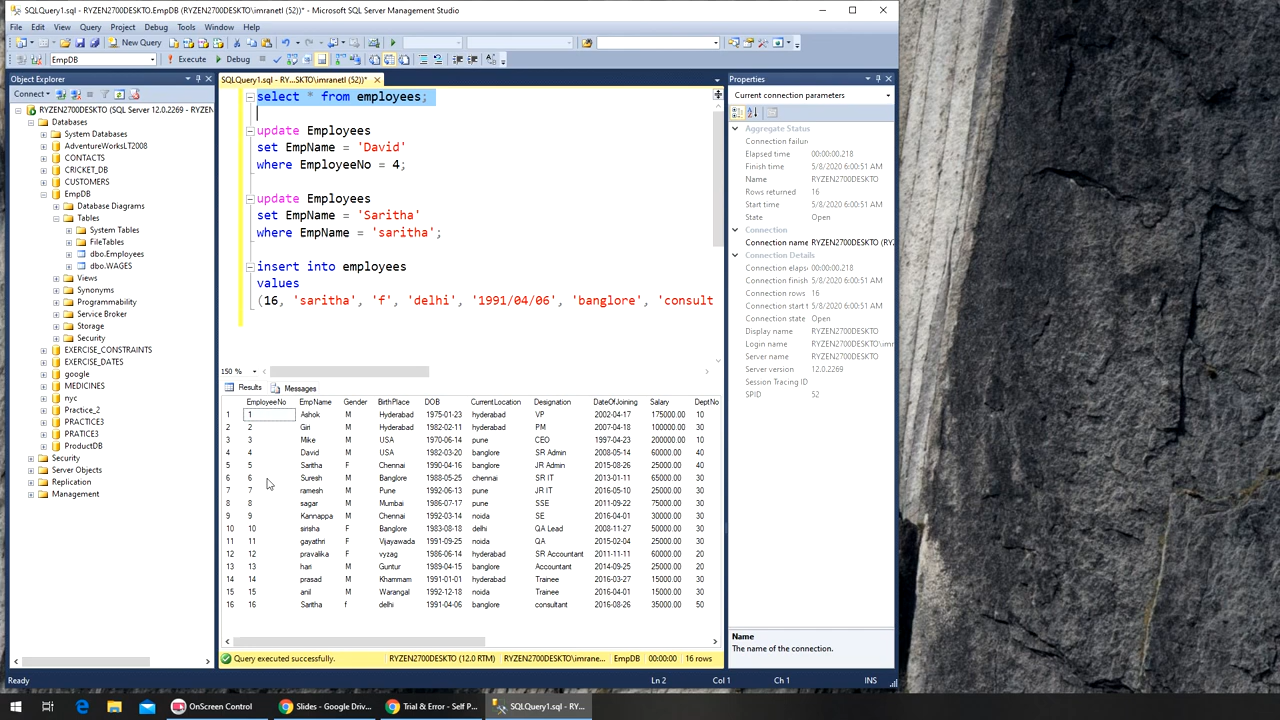 SQLQuery1.sql - RYZEN2700DESKTO.EmpDB (RYZEN2700DESKTO\imranetl (52))* - Microsoft SQL Server Management Studio
File Edit View Query Project Debug Tools Window Help
New Query
EmpDB Execute Debug
Object Explorer
Connect
RYZEN2700DESKTO (SQL Server 12.0.2269 - RYZEN
Databases
System Databases
AdventureWorksLT2008
CONTACTS
CRICKET_DB
CUSTOMERS
EmpDB
Database Diagrams
Tables
System Tables
FileTables
dbo.Employees
dbo.WAGES
Views
Synonyms
Programmability
Service Broker
Storage
Security
EXERCISE_CONSTRAINTS
EXERCISE_DATES
google
MEDICINES
nyc
Practice_2
PRACTICE3
PRATICE3
ProductDB
Security
Server Objects
Replication
Management
SQLQuery1.sql - RY...SKTO\imranetl (52))*
select * from employees;
update Employees
set EmpName = 'David'
where EmployeeNo = 4;
update Employees
set EmpName = 'Saritha'
where EmpName = 'saritha';
insert into employees
values
(16, 'saritha', 'f', 'delhi', '1991/04/06', 'banglore', 'consult
150 %
Results Messages
EmployeeNo EmpName Gender BirthPlace DOB CurrentLocation Designation DateOfJoining Salary DeptNo
1 1 Ashok M Hyderabad 1975-01-23 hyderabad VP 2002-04-17 175000.00 10
2 2 Giri M Hyderabad 1982-02-11 hyderabad PM 2007-04-18 100000.00 30
3 3 Mike M USA 1970-06-14 pune CEO 1997-04-23 200000.00 10
4 4 David M USA 1982-03-20 banglore SR Admin 2008-05-14 60000.00 40
5 5 Saritha F Chennai 1990-04-16 banglore JR Admin 2015-08-26 25000.00 40
6 6 Suresh M Banglore 1988-05-25 chennai SR IT 2013-01-11 65000.00 30
7 7 ramesh M Pune 1992-06-13 pune JR IT 2016-05-10 25000.00 30
8 8 sagar M Mumbai 1986-07-17 pune SSE 2011-09-22 75000.00 30
9 9 Kannappa M Chennai 1992-03-14 noida SE 2016-04-01 30000.00 30
10 10 sirisha F Banglore 1983-08-18 delhi QA Lead 2008-11-27 50000.00 30
11 11 gayathri F Vijayawada 1991-09-25 noida QA 2015-02-04 25000.00 30
12 12 pravalika F vyzag 1986-06-14 hyderabad SR Accountant 2011-11-11 60000.00 20
13 13 hari M Guntur 1989-04-15 banglore Accountant 2014-09-25 25000.00 20
14 14 prasad M Khammam 1991-01-01 hyderabad Trainee 2016-03-27 15000.00 30
15 15 anil M Warangal 1992-12-18 noida Trainee 2016-04-01 15000.00 30
16 16 Saritha f delhi 1991-04-06 banglore consultant 2016-08-26 35000.00 50
Query executed successfully. RYZEN2700DESKTO (12.0 RTM) RYZEN2700DESKTO\imrane... EmpDB 00:00:00 16 rows
Properties
Current connection parameters
Aggregate Status
Connection failur
Elapsed time 00:00:00.218
Finish time 5/8/2020 6:00:51 AM
Name RYZEN2700DESKTO
Rows returned 16
Start time 5/8/2020 6:00:51 AM
State Open
Connection
Connection name RYZEN2700DESKTO (RY
Connection Details
Connection elaps 00:00:00.218
Connection finish 5/8/2020 6:00:51 AM
Connection rows 16
Connection start t 5/8/2020 6:00:51 AM
Connection state Open
Display name RYZEN2700DESKTO
Login name RYZEN2700DESKTO\imr
Server name RYZEN2700DESKTO
Server version 12.0.2269
Session Tracing ID
SPID 52
Name
The name of the connection.
Ready Ln 2 Col 1 Ch 1 INS
OnScreen Control Slides - Google Driv... Trial & Error - Self P... SQLQuery1.sql - RY...